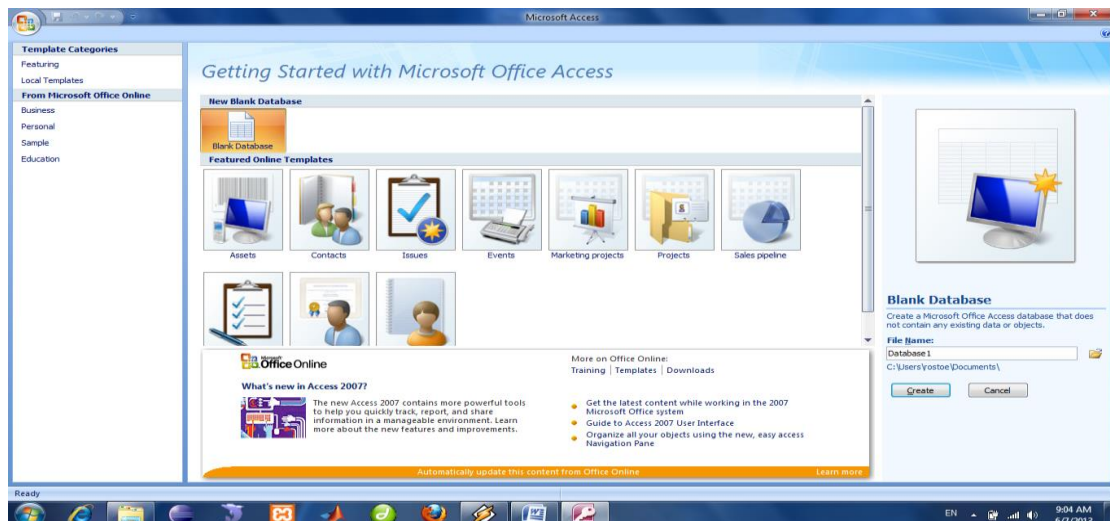 Microsoft Access
Template Categories
Featuring
Local Templates
From Microsoft Office Online
Business
Personal
Sample
Education
Getting Started with Microsoft Office Access
New Blank Database
Blank Database
Featured Online Templates
Assets
Contacts
Issues
Events
Marketing projects
Projects
Sales pipeline
Microsoft
Office Online
What's new in Access 2007?
The new Access 2007 contains more powerful tools
to help you quickly track, report, and share
information in a manageable environment. Learn
more about the new features and improvements.
More on Office Online:
Training | Templates | Downloads
Get the latest content while working in the 2007
Microsoft Office system
Guide to Access 2007 User Interface
Organize all your objects using the new, easy access
Navigation Pane
Automatically update this content from Office Online
Learn more
Blank Database
Create a Microsoft Office Access database that does
not contain any existing data or objects.
File Name:
Database1
C:\Users\rostoe\Documents\
Create
Cancel
Ready
EN
9:04 AM
6/7/2013